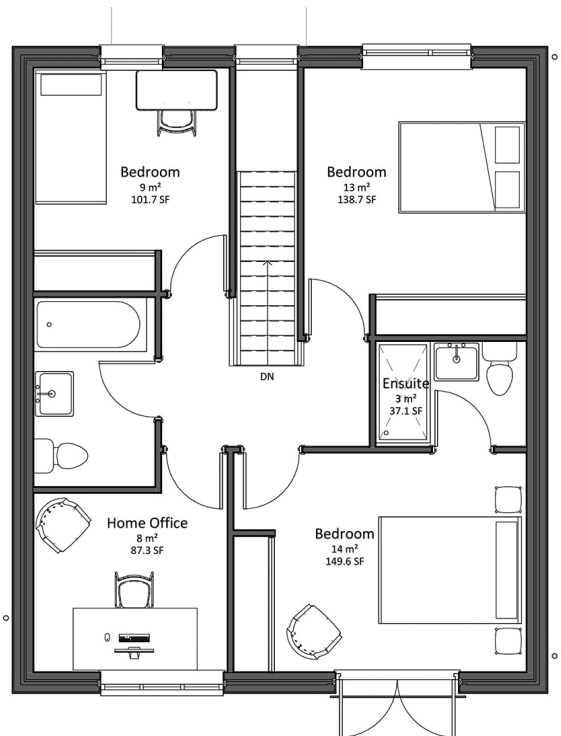 Bedroom
9 m²
101.7 SF
Bedroom
13 m²
138.7 SF
DN
Ensuite
3 m²
37.1 SF
Home Office
8 m²
87.3 SF
Bedroom
14 m²
149.6 SF